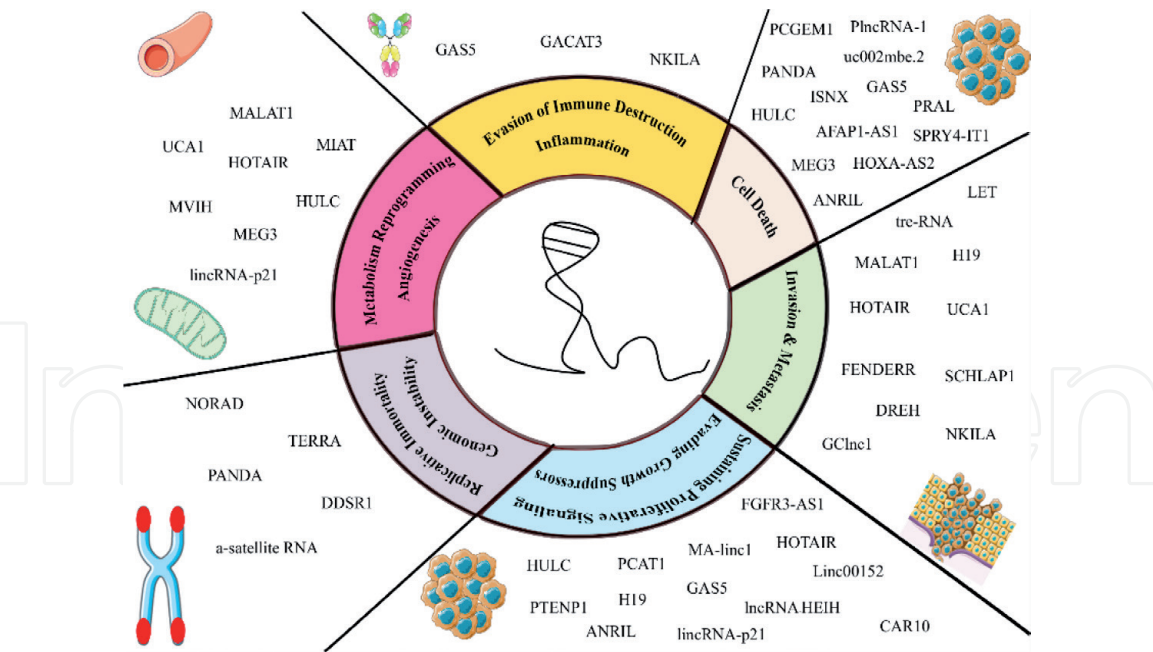 GAS5
GACAT3
NKILA
Evasion of Immune Destruction
Inflammation
PCGEM1
PlncRNA-1
uc002mbe.2
PANDA
GAS5
ISNX
PRAL
HULC
AFAP1-AS1
SPRY4-IT1
MEG3
HOXA-AS2
ANRIL
Cell Death
LET
tre-RNA
MALAT1
H19
HOTAIR
UCA1
FENDERR
SCHLAP1
DREH
NKILA
GClnc1
Invasion & Metastasis
Sustaining Proliferative Signaling
Evading Growth Suppressors
FGFR3-AS1
MA-linc1
HOTAIR
HULC
PCAT1
Linc00152
GAS5
H19
PTENP1
lncRNAHEIH
ANRIL
lincRNA-p21
CAR10
Replicative Immortality
Genomic Instability
NORAD
TERRA
PANDA
DDSR1
a-satellite RNA
Metabolism Reprogramming
Angiogenesis
MALAT1
UCA1
MIAT
HOTAIR
MVIH
HULC
MEG3
lincRNA-p21